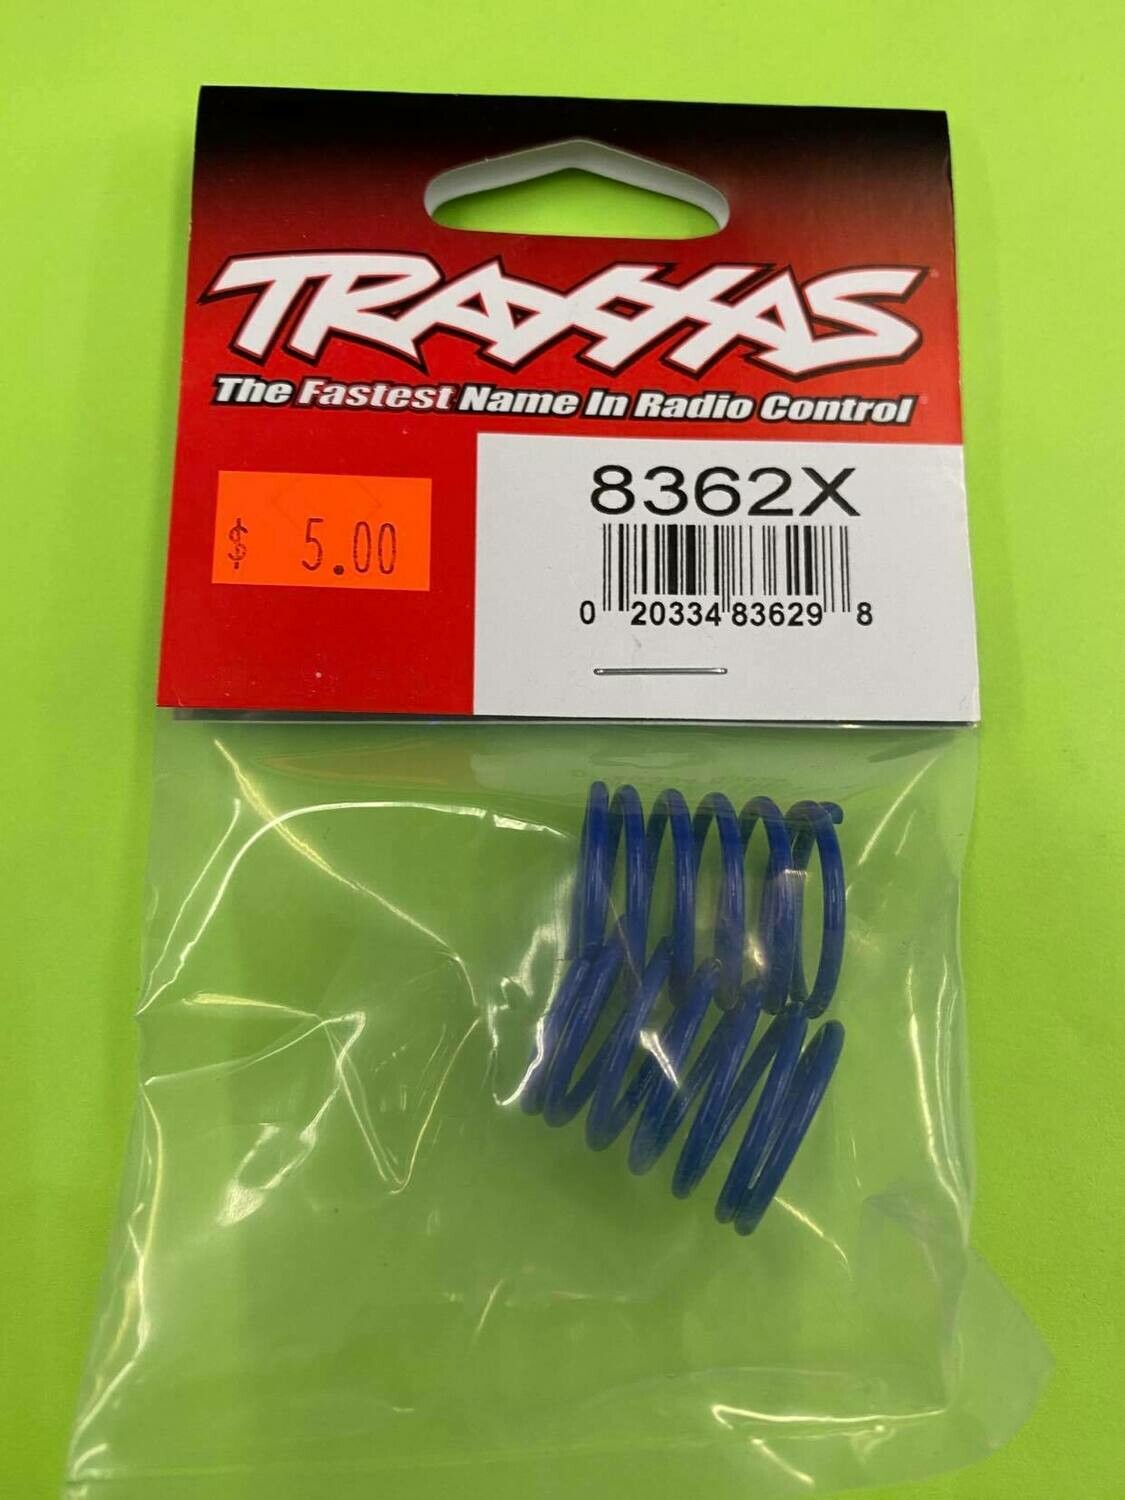 TRAXXAS
The Fastest Name In Radio Control
$ 5.00
8362X
0 20334 83629 8